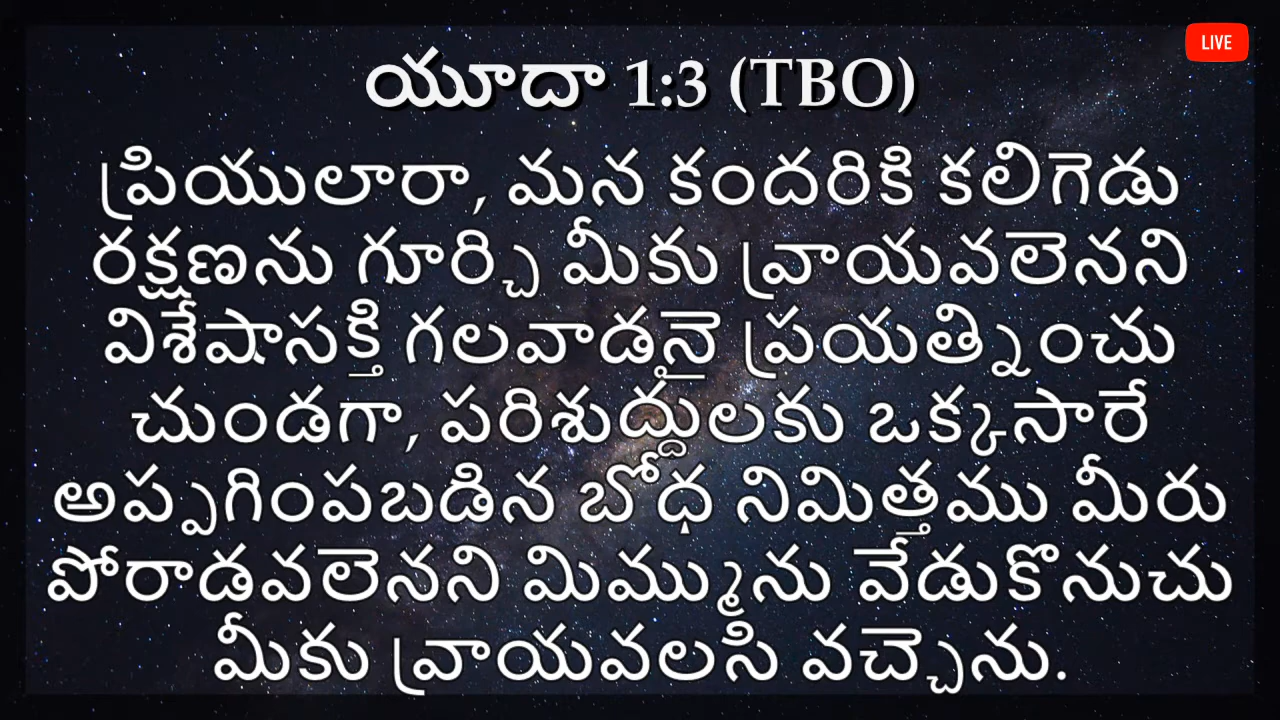 LIVE
యూదా 1:3 (TBO)
ప్రియులారా, మన కందరికి కలిగెడు
రక్షణను గూర్చి మీకు వ్రాయవలెనని
విశేషాసక్తి గలవాడనై ప్రయత్నించు
చుండగా, పరిశుద్ధులకు ఒక్కసారే
అప్పగింపబడిన బోధ నిమిత్తము మీరు
పోరాడవలెనని మిమ్మును వేడుకొనుచు
మీకు వ్రాయవలసి వచ్చెను.